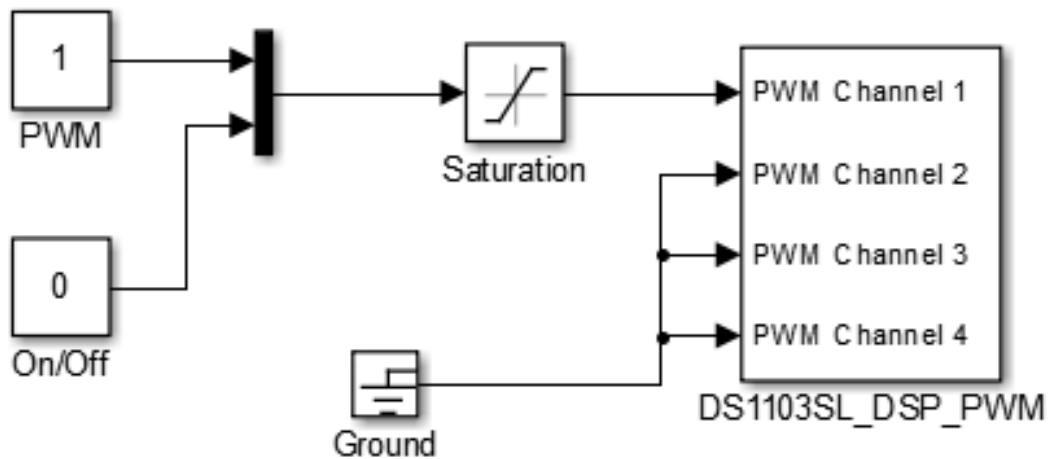 1
PWM
0
On/Off
Saturation
Ground
PWM Channel 1
PWM Channel 2
PWM Channel 3
PWM Channel 4
DS1103SL_DSP_PWM